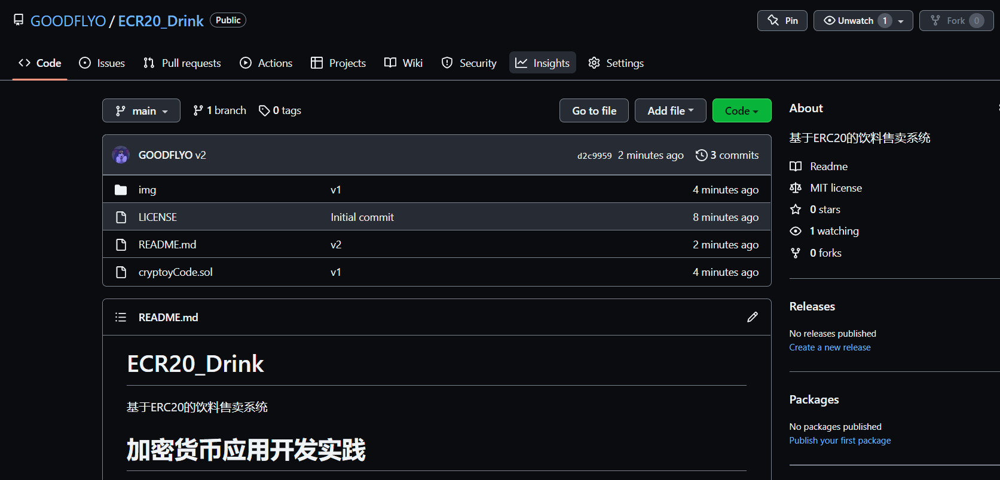 GOODFLYO / ECR20_Drink Public Pin Unwatch 1 Fork 0
Code Issues Pull requests Actions Projects Wiki Security Insights Settings
main 1 branch 0 tags Go to file Add file Code
GOODFLYO v2 d2c9959 2 minutes ago 3 commits
img v1 4 minutes ago
LICENSE Initial commit 8 minutes ago
README.md v2 2 minutes ago
cryptoyCode.sol v1 4 minutes ago
README.md
ECR20_Drink
基于ERC20的饮料售卖系统
加密货币应用开发实践
About
基于ERC20的饮料售卖系统
Readme
MIT license
0 stars
1 watching
0 forks
Releases
No releases published
Create a new release
Packages
No packages published
Publish your first package